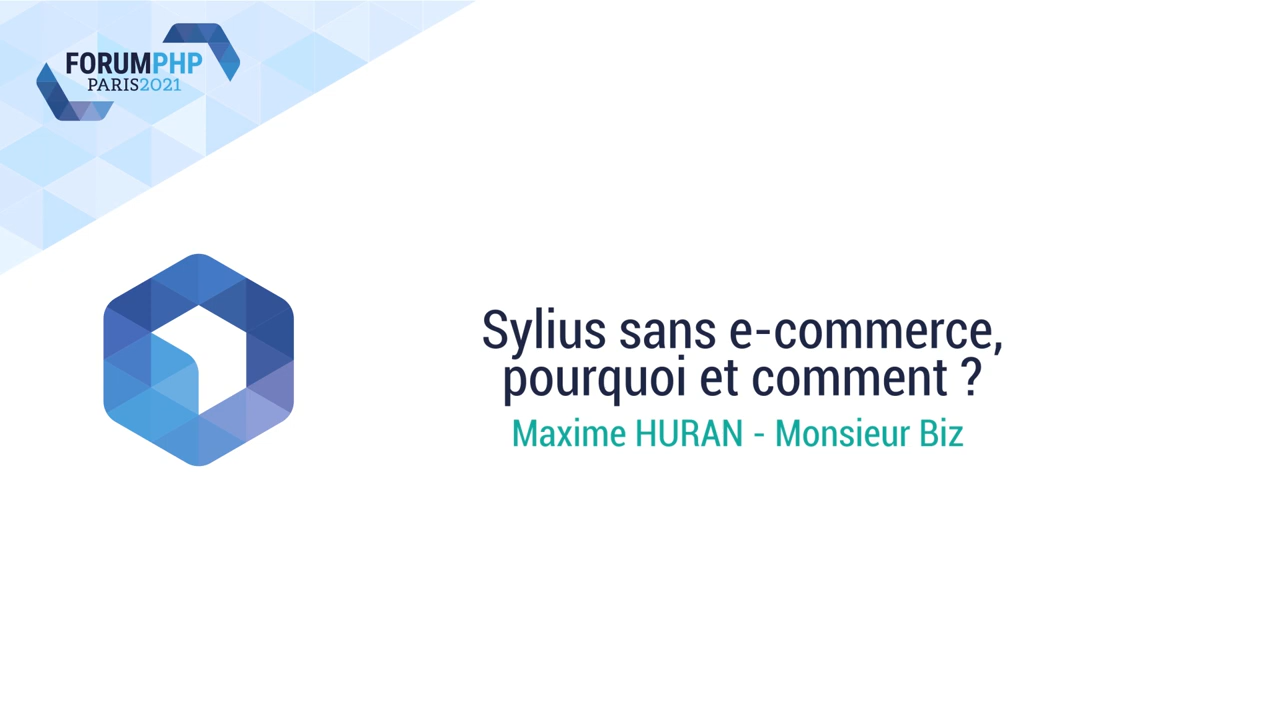 FORUMPHP
PARIS2021
Sylius sans e-commerce,
pourquoi et comment ?
Maxime HURAN - Monsieur Biz